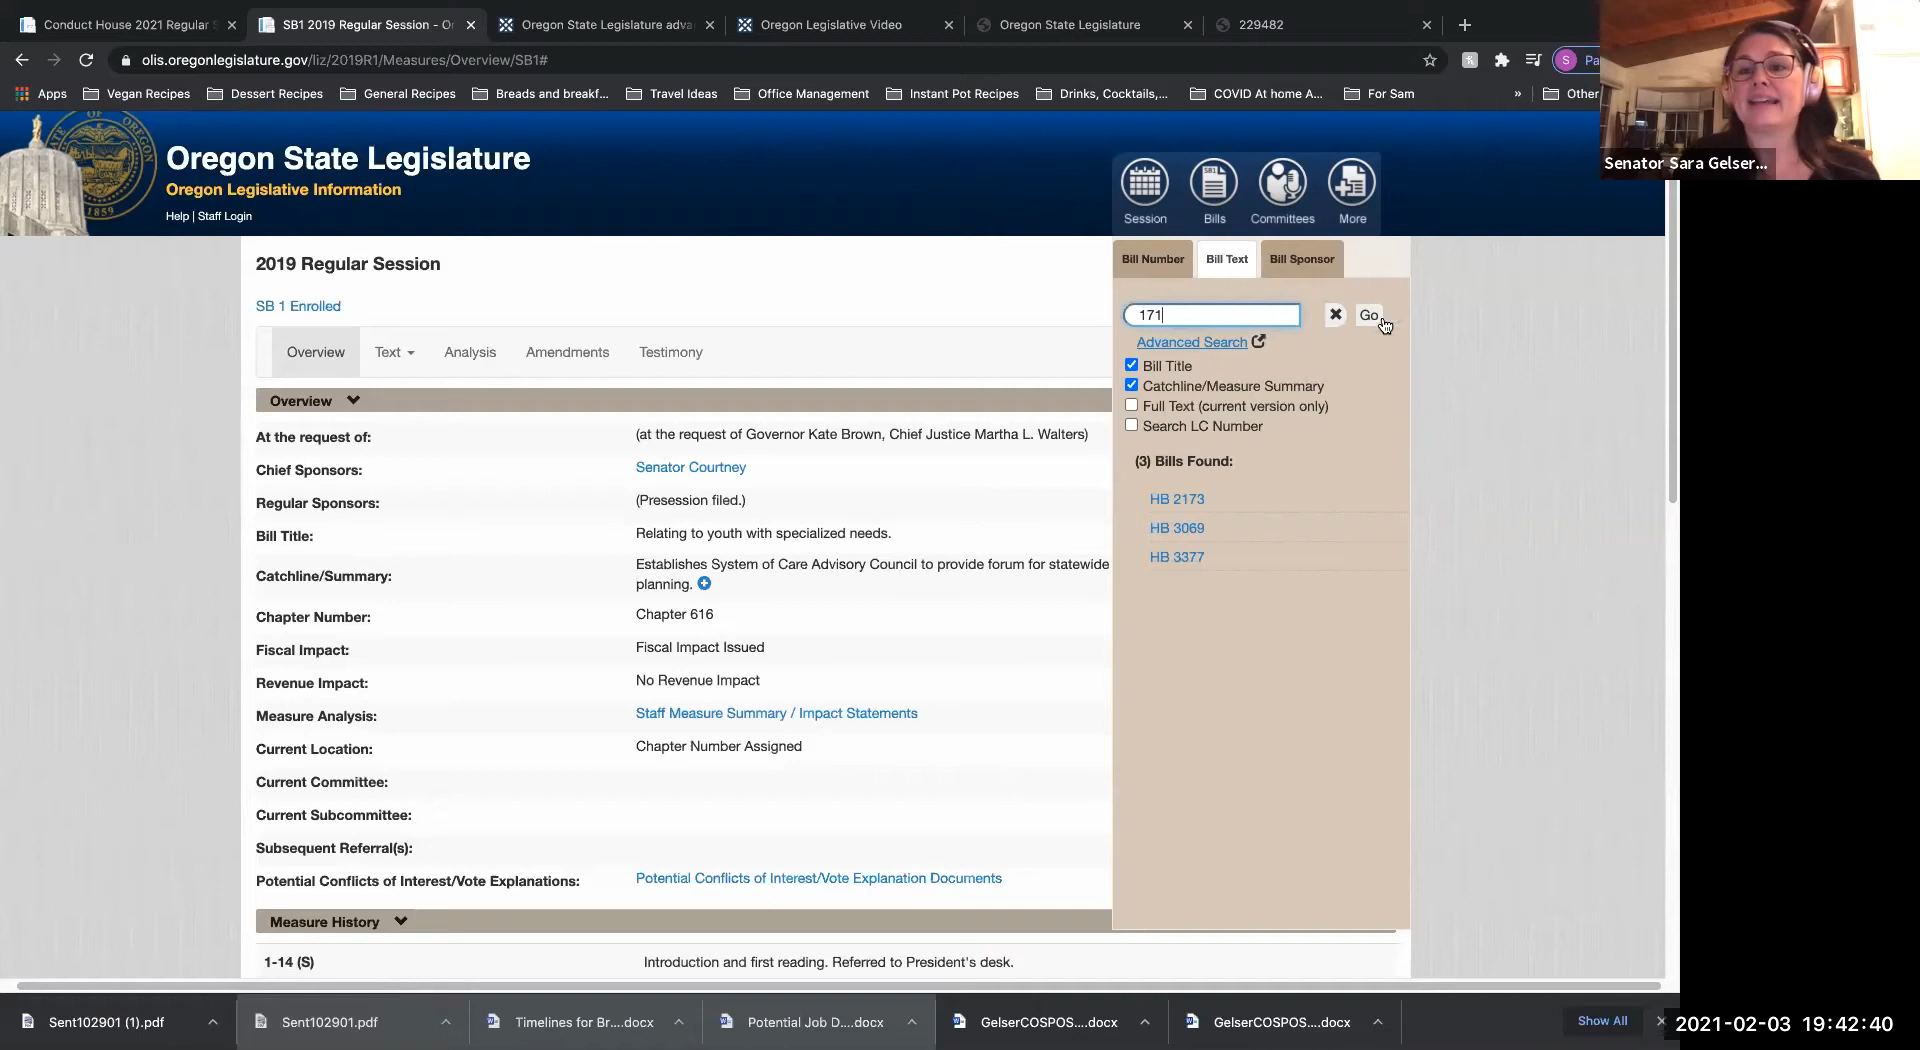 Conduct House 2021 Regular S
SB1 2019 Regular Session - Or
Oregon State Legislature adva
Oregon Legislative Video
Oregon State Legislature
229482
olis.oregonlegislature.gov/liz/2019R1/Measures/Overview/SB1#
S Pa
Apps
Vegan Recipes
Dessert Recipes
General Recipes
Breads and breakf...
Travel Ideas
Office Management
Instant Pot Recipes
Drinks, Cocktails,...
COVID At home A...
For Sam
»
Other
Senator Sara Gelser...
Oregon State Legislature
Oregon Legislative Information
Help | Staff Login
1859
Session
Bills
Committees
More
2019 Regular Session
SB 1 Enrolled
Overview
Text
Analysis
Amendments
Testimony
Overview
At the request of: (at the request of Governor Kate Brown, Chief Justice Martha L. Walters)
Chief Sponsors: Senator Courtney
Regular Sponsors: (Presession filed.)
Bill Title: Relating to youth with specialized needs.
Catchline/Summary: Establishes System of Care Advisory Council to provide forum for statewide
planning.
Chapter Number: Chapter 616
Fiscal Impact: Fiscal Impact Issued
Revenue Impact: No Revenue Impact
Measure Analysis: Staff Measure Summary / Impact Statements
Current Location: Chapter Number Assigned
Current Committee:
Current Subcommittee:
Subsequent Referral(s):
Potential Conflicts of Interest/Vote Explanations: Potential Conflicts of Interest/Vote Explanation Documents
Measure History
1-14 (S) Introduction and first reading. Referred to President's desk.
Bill Number
Bill Text
Bill Sponsor
171
Go
Advanced Search
Bill Title
Catchline/Measure Summary
Full Text (current version only)
Search LC Number
(3) Bills Found:
HB 2173
HB 3069
HB 3377
Sent102901 (1).pdf
Sent102901.pdf
Timelines for Br....docx
Potential Job D....docx
GelserCOSPOS....docx
GelserCOSPOS....docx
Show All
2021-02-03 19:42:40